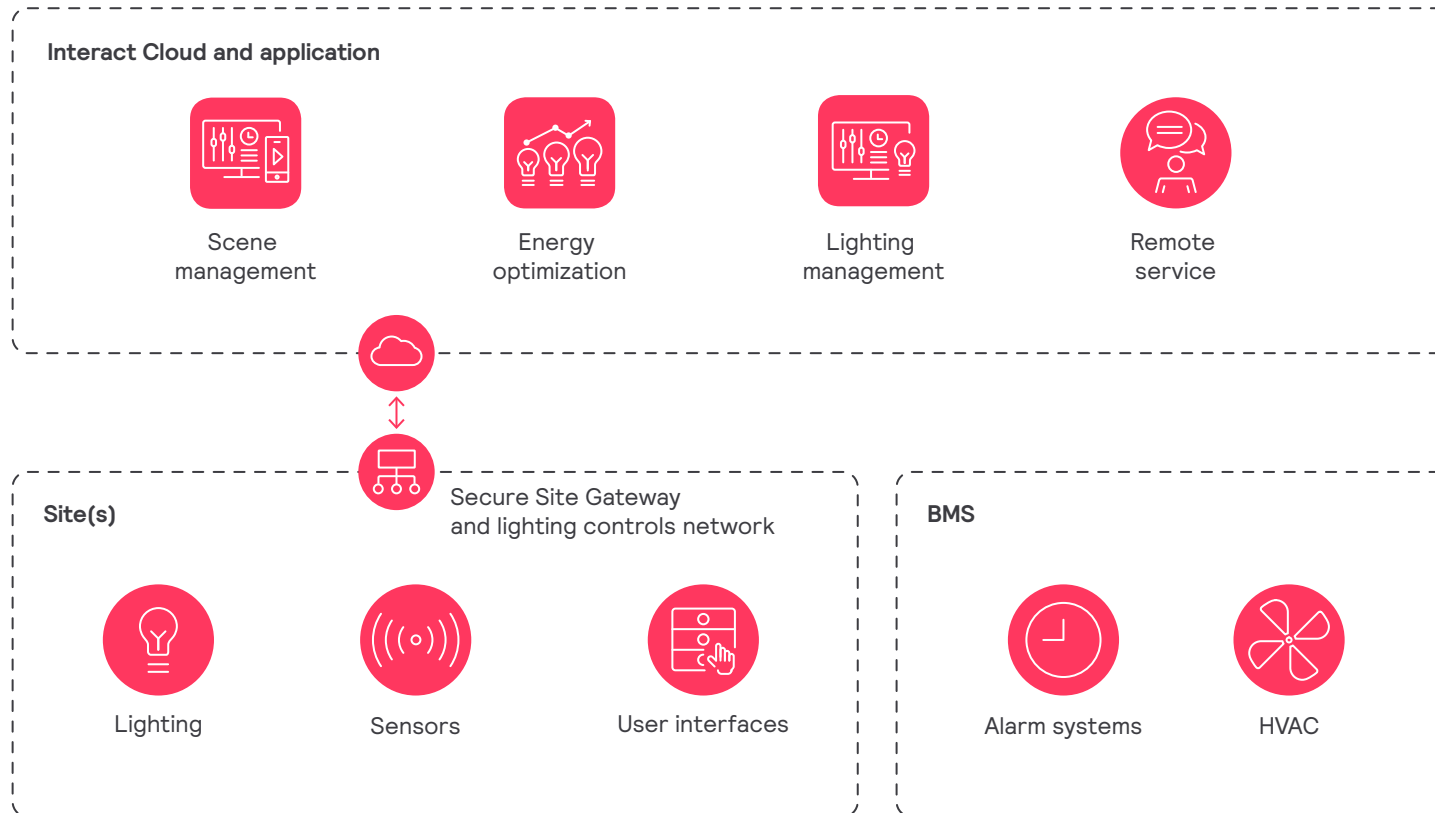 Interact Cloud and application
Scene
management
Energy
optimization
Lighting
management
Remote
service
Secure Site Gateway
and lighting controls network
Site(s)
Lighting
Sensors
User interfaces
BMS
Alarm systems
HVAC